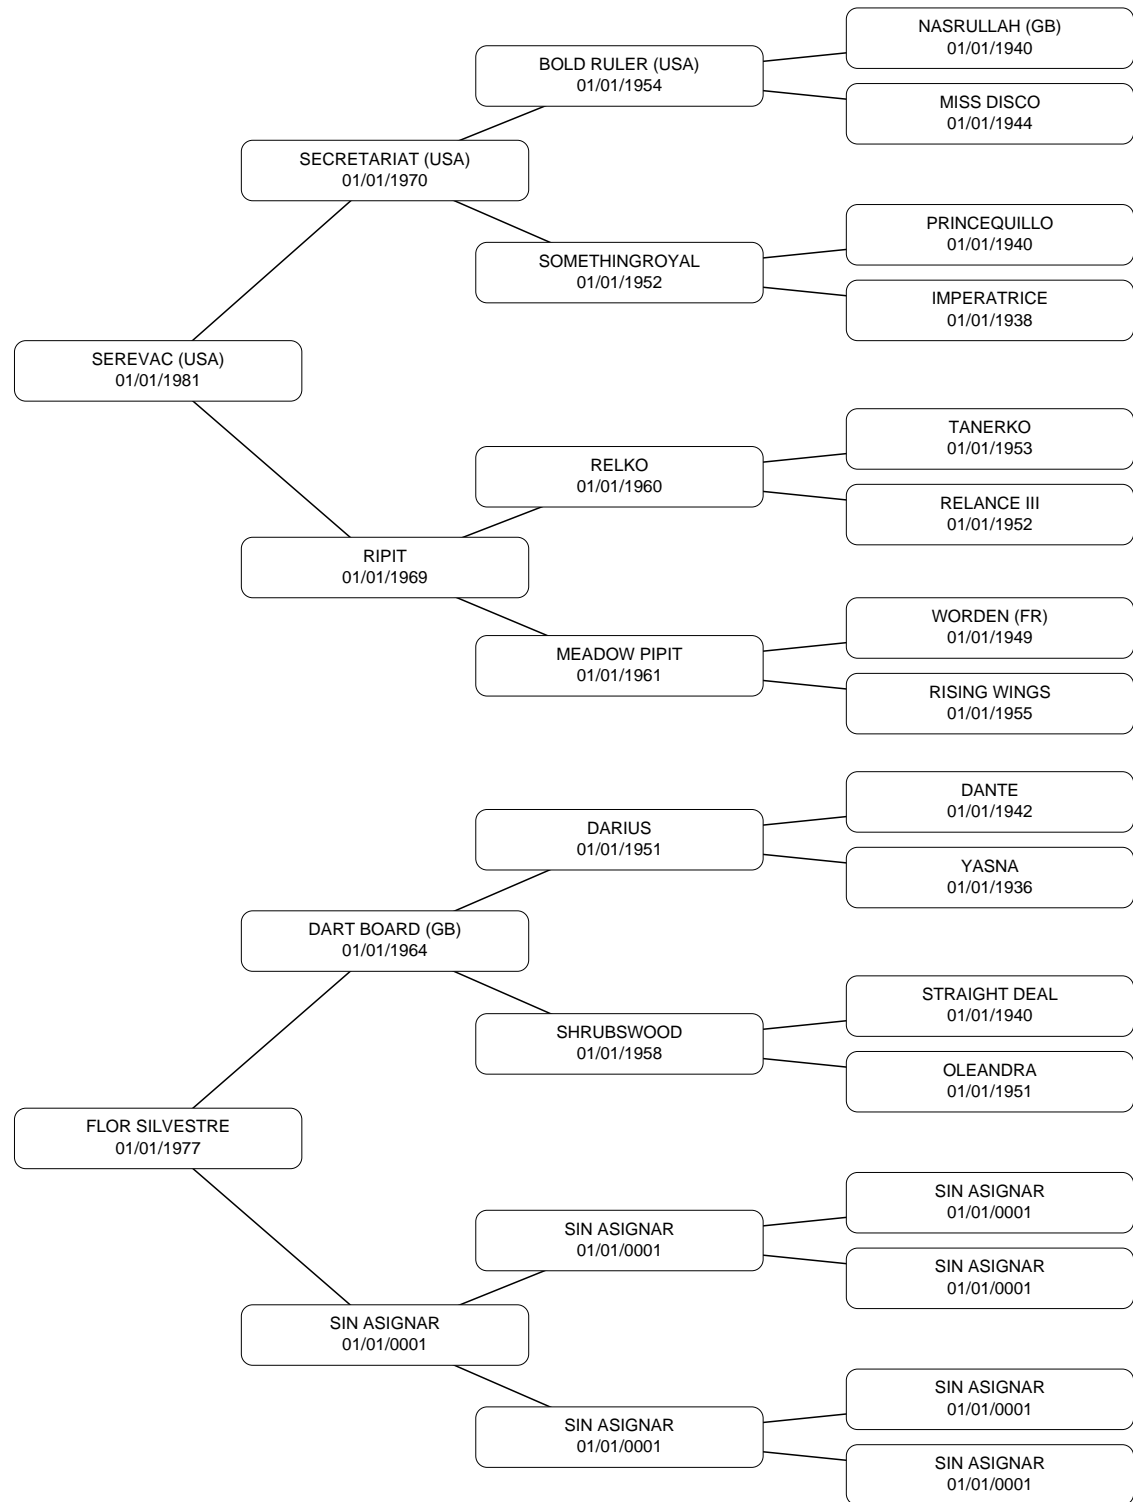 NASRULLAH (GB)
01/01/1940
BOLD RULER (USA)
01/01/1954
MISS DISCO
01/01/1944
SECRETARIAT (USA)
01/01/1970
PRINCEQUILLO
01/01/1940
SOMETHINGROYAL
01/01/1952
IMPERATRICE
01/01/1938
SEREVAC (USA)
01/01/1981
TANERKO
01/01/1953
RELKO
01/01/1960
RELANCE III
01/01/1952
RIPIT
01/01/1969
WORDEN (FR)
01/01/1949
MEADOW PIPIT
01/01/1961
RISING WINGS
01/01/1955
DANTE
01/01/1942
DARIUS
01/01/1951
YASNA
01/01/1936
DART BOARD (GB)
01/01/1964
STRAIGHT DEAL
01/01/1940
SHRUBSWOOD
01/01/1958
OLEANDRA
01/01/1951
FLOR SILVESTRE
01/01/1977
SIN ASIGNAR
01/01/0001
SIN ASIGNAR
01/01/0001
SIN ASIGNAR
01/01/0001
SIN ASIGNAR
01/01/0001
SIN ASIGNAR
01/01/0001
SIN ASIGNAR
01/01/0001
SIN ASIGNAR
01/01/0001